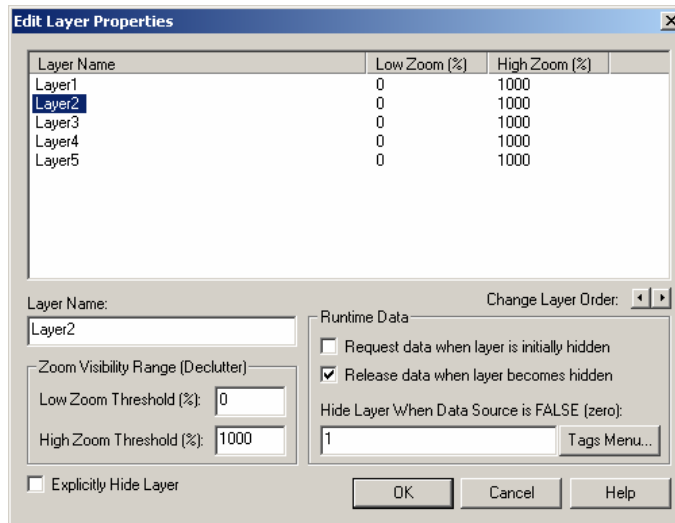 Edit Layer Properties
Layer Name Low Zoom (%) High Zoom (%)
Layer1 0 1000
Layer2 0 1000
Layer3 0 1000
Layer4 0 1000
Layer5 0 1000
Change Layer Order:
Layer Name:
Layer2
Zoom Visibility Range (Declutter)
Low Zoom Threshold (%): 0
High Zoom Threshold (%): 1000
Explicitly Hide Layer
Runtime Data
Request data when layer is initially hidden
Release data when layer becomes hidden
Hide Layer When Data Source is FALSE (zero):
1 Tags Menu...
OK Cancel Help